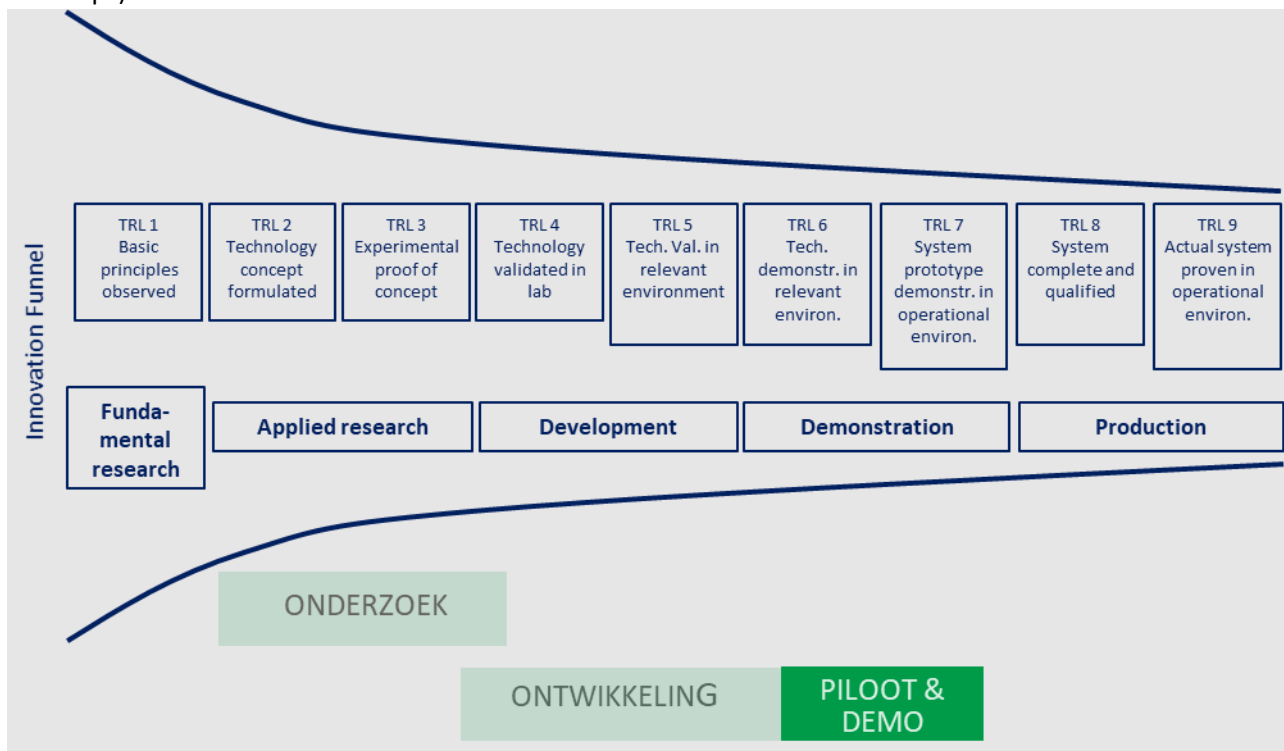 Innovation Funnel
TRL 1
Basic
principles
observed
TRL 2
Technology
concept
formulated
TRL 3
Experimental
proof of
concept
TRL 4
Technology
validated in
lab
TRL 5
Tech. Val. in
relevant
environment
TRL 6
Tech.
demonstr. in
relevant
environ.
TRL 7
System
prototype
demonstr. in
operational
environ.
TRL 8
System
complete and
qualified
TRL 9
Actual system
proven in
operational
environ.
Funda-
mental
research
Applied research
Development
Demonstration
Production
ONDERZOEK
ONTWIKKELING
PILOOT &
DEMO